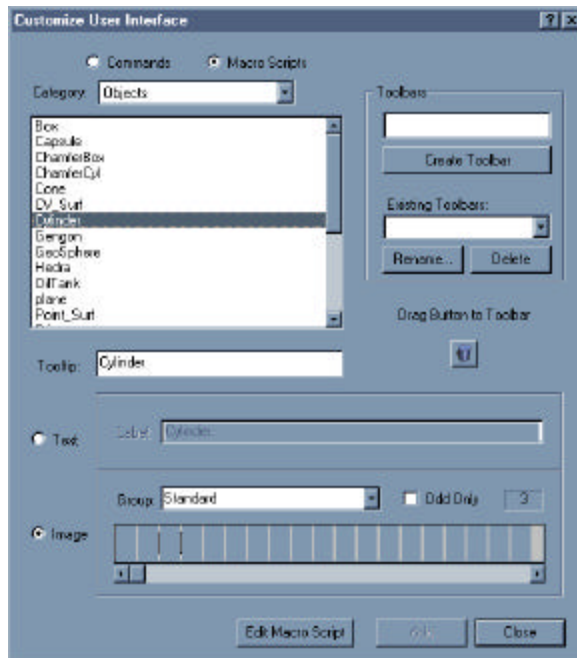 Customize User Interface
Commands
Macro Scripts
Category:
Objects
Toolbars
Box
Capsule
ChamferBox
ChamferCyl
Cone
CV_Surf
Cylinder
Gengon
GeoSphere
Hedra
OilTank
plane
Point_Surf
Create Toolbar
Existing Toolbars:
Rename...
Delete
Drag Button to Toolbar
Tooltip:
Cylinder
Text
Label:
Cylinder
Group:
Standard
Odd Only
3
Image
Edit Macro Script
Close